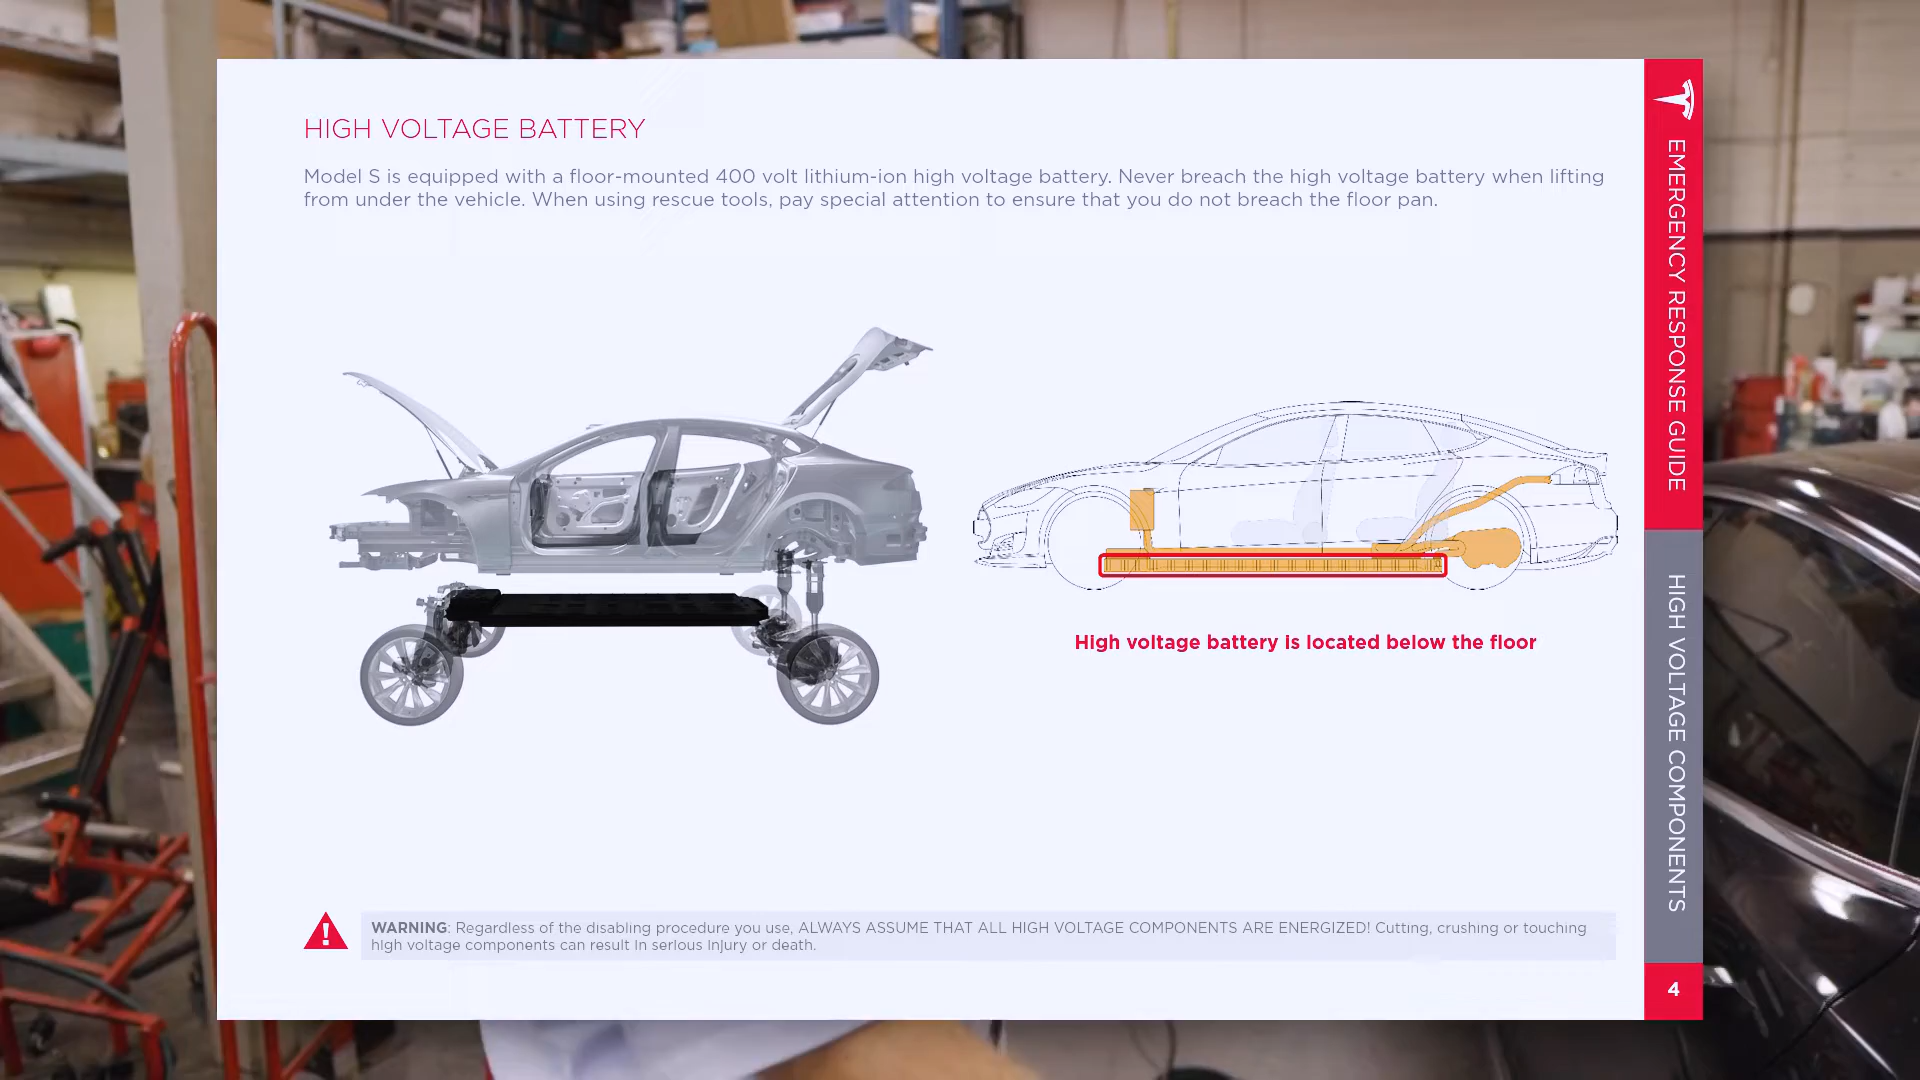 HIGH VOLTAGE BATTERY
Model S is equipped with a floor-mounted 400 volt lithium-ion high voltage battery. Never breach the high voltage battery when lifting
from under the vehicle. When using rescue tools, pay special attention to ensure that you do not breach the floor pan.
High voltage battery is located below the floor
WARNING: Regardless of the disabling procedure you use, ALWAYS ASSUME THAT ALL HIGH VOLTAGE COMPONENTS ARE ENERGIZED! Cutting, crushing or touching
high voltage components can result in serious injury or death.
EMERGENCY RESPONSE GUIDE
HIGH VOLTAGE COMPONENTS
4